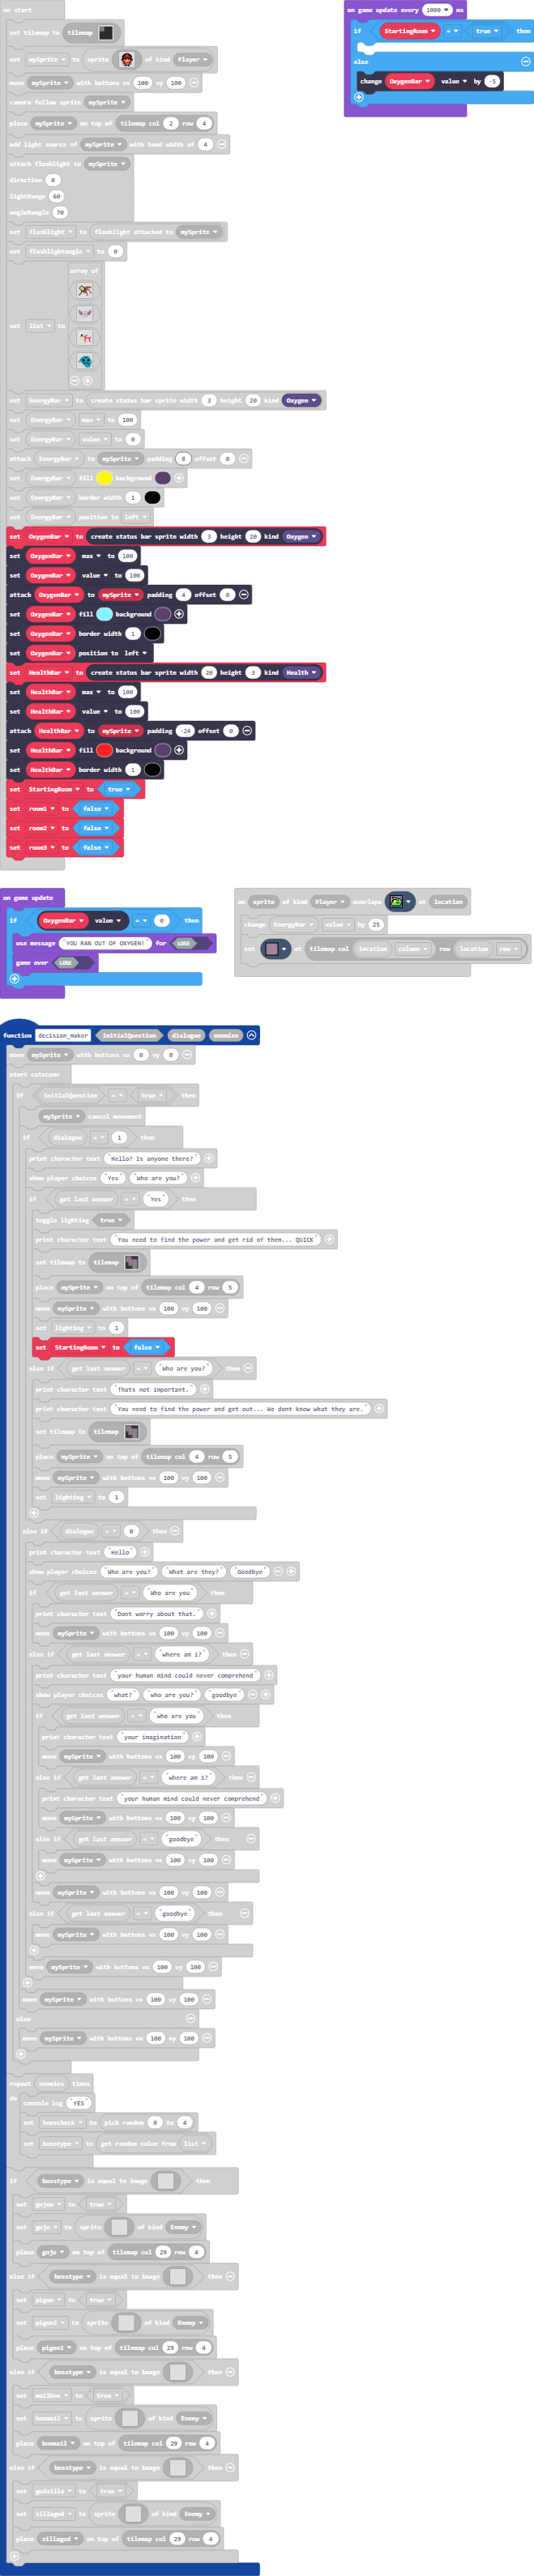 on start
set tilemap to tilemap
set mySprite to sprite of kind Player
move mySprite with buttons vx 100 vy 100
camera follow sprite mySprite
place mySprite on top of tilemap col 2 row 4
add light source of mySprite with band width of 4
attach flashlight to mySprite
direction 0
lightRange 60
angleRange 70
set flashlight to flashlight attached to mySprite
set flashlightangle to 0
array of
set list to
set EnergyBar to create status bar sprite width 3 height 20 kind Oxygen
set EnergyBar max to 100
set EnergyBar value to 0
attach EnergyBar to mySprite padding 8 offset 0
set EnergyBar fill background
set EnergyBar border width 1
set EnergyBar position to left
set OxygenBar to create status bar sprite width 3 height 20 kind Oxygen
set OxygenBar max to 100
set OxygenBar value to 100
attach OxygenBar to mySprite padding 4 offset 0
set OxygenBar fill background
set OxygenBar border width 1
set OxygenBar position to left
set HealthBar to create status bar sprite width 20 height 3 kind Health
set HealthBar max to 100
set HealthBar value to 100
attach HealthBar to mySprite padding -24 offset 0
set HealthBar fill background
set HealthBar border width 1
set StartingRoom to true
set room1 to false
set room2 to false
set room3 to false
on game update every 1000 ms
if StartingRoom = true then
else
change OxygenBar value by -5
on game update
if OxygenBar value = 0 then
use message "YOU RAN OUT OF OXYGEN!" for LOSE
game over LOSE
on sprite of kind Player overlaps at location
change EnergyBar value by 25
set at tilemap col location column row location row
function decision_maker initialQuestion dialogue enemies
move mySprite with buttons vx 0 vy 0
start cutscene
if initialQuestion = true then
mySprite cancel movement
if dialogue = 1 then
print character text "Hello? Is anyone there?"
show player choices "Yes" "Who are you?"
if get last answer = "Yes" then
toggle lighting true
print character text "You need to find the power and get rid of them... QUICK"
set tilemap to tilemap
place mySprite on top of tilemap col 4 row 5
move mySprite with buttons vx 100 vy 100
set lighting to 1
set StartingRoom to false
else if get last answer = "Who are you?" then
print character text "Thats not important."
print character text "You need to find the power and get out... We dont know what they are."
set tilemap to tilemap
place mySprite on top of tilemap col 4 row 5
move mySprite with buttons vx 100 vy 100
set lighting to 1
else if dialogue = 0 then
print character text "Hello"
show player choices "Who are you?" "What are they?" "Goodbye"
if get last answer = "Who are you" then
print character text "Dont worry about that."
move mySprite with buttons vx 100 vy 100
else if get last answer = "where am i?" then
print character text "your human mind could never comprehend"
show player choices "what?" "who are you?" "goodbye"
if get last answer = "who are you" then
print character text "your imagination"
move mySprite with buttons vx 100 vy 100
else if get last answer = "where am i?" then
print character text "your human mind could never comprehend"
move mySprite with buttons vx 100 vy 100
else if get last answer = "goodbye" then
move mySprite with buttons vx 100 vy 100
move mySprite with buttons vx 100 vy 100
else if get last answer = "goodbye" then
move mySprite with buttons vx 100 vy 100
move mySprite with buttons vx 100 vy 100
move mySprite with buttons vx 100 vy 100
else
move mySprite with buttons vx 100 vy 100
repeat enemies times
do console log "YES"
set bosscheck to pick random 0 to 4
set bosstype to get random value from list
if bosstype is equal to image then
set gojoe to true
set gojo to sprite of kind Enemy
place gojo on top of tilemap col 29 row 4
else if bosstype is equal to image then
set pigon to true
set pigon2 to sprite of kind Enemy
place pigon2 on top of tilemap col 29 row 4
else if bosstype is equal to image then
set mailbox to true
set boxmail to sprite of kind Enemy
place boxmail on top of tilemap col 29 row 4
else if bosstype is equal to image then
set godzilla to true
set zillagod to sprite of kind Enemy
place zillagod on top of tilemap col 29 row 4